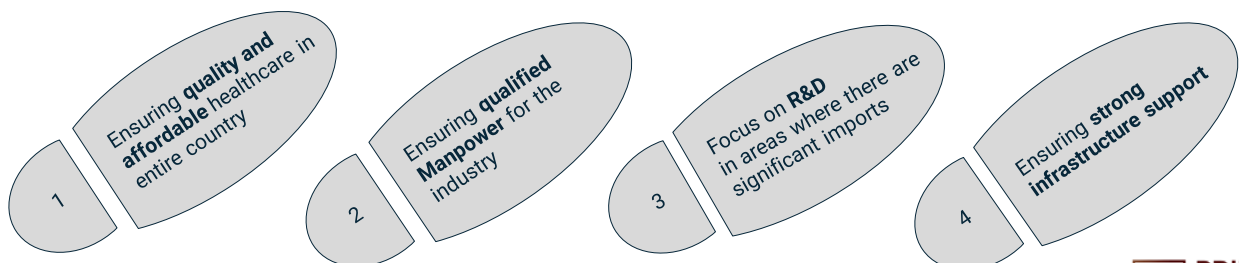 1
Ensuring quality and
affordable healthcare in
entire country
2
Ensuring qualified
Manpower for the
industry
3
Focus on R&D
in areas where there are
significant imports
4
Ensuring strong
infrastructure support